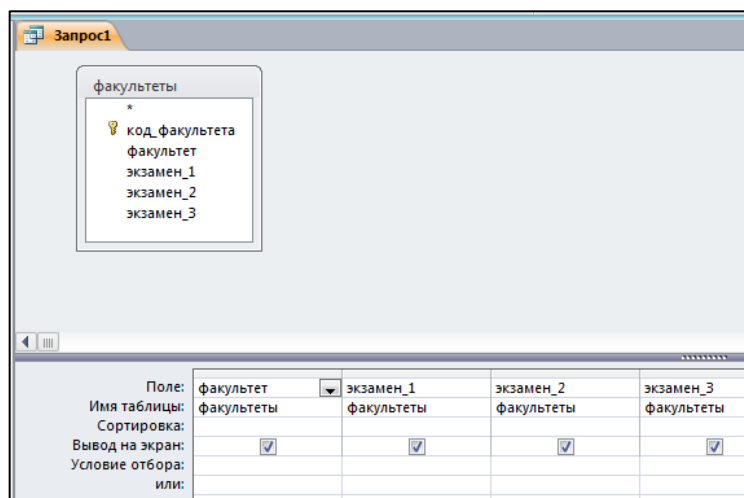 Запрос1
факультеты
*
код_факультета
факультет
экзамен_1
экзамен_2
экзамен_3
Поле: факультет экзамен_1 экзамен_2 экзамен_3
Имя таблицы: факультеты факультеты факультеты факультеты
Сортировка:
Вывод на экран:
Условие отбора:
или: